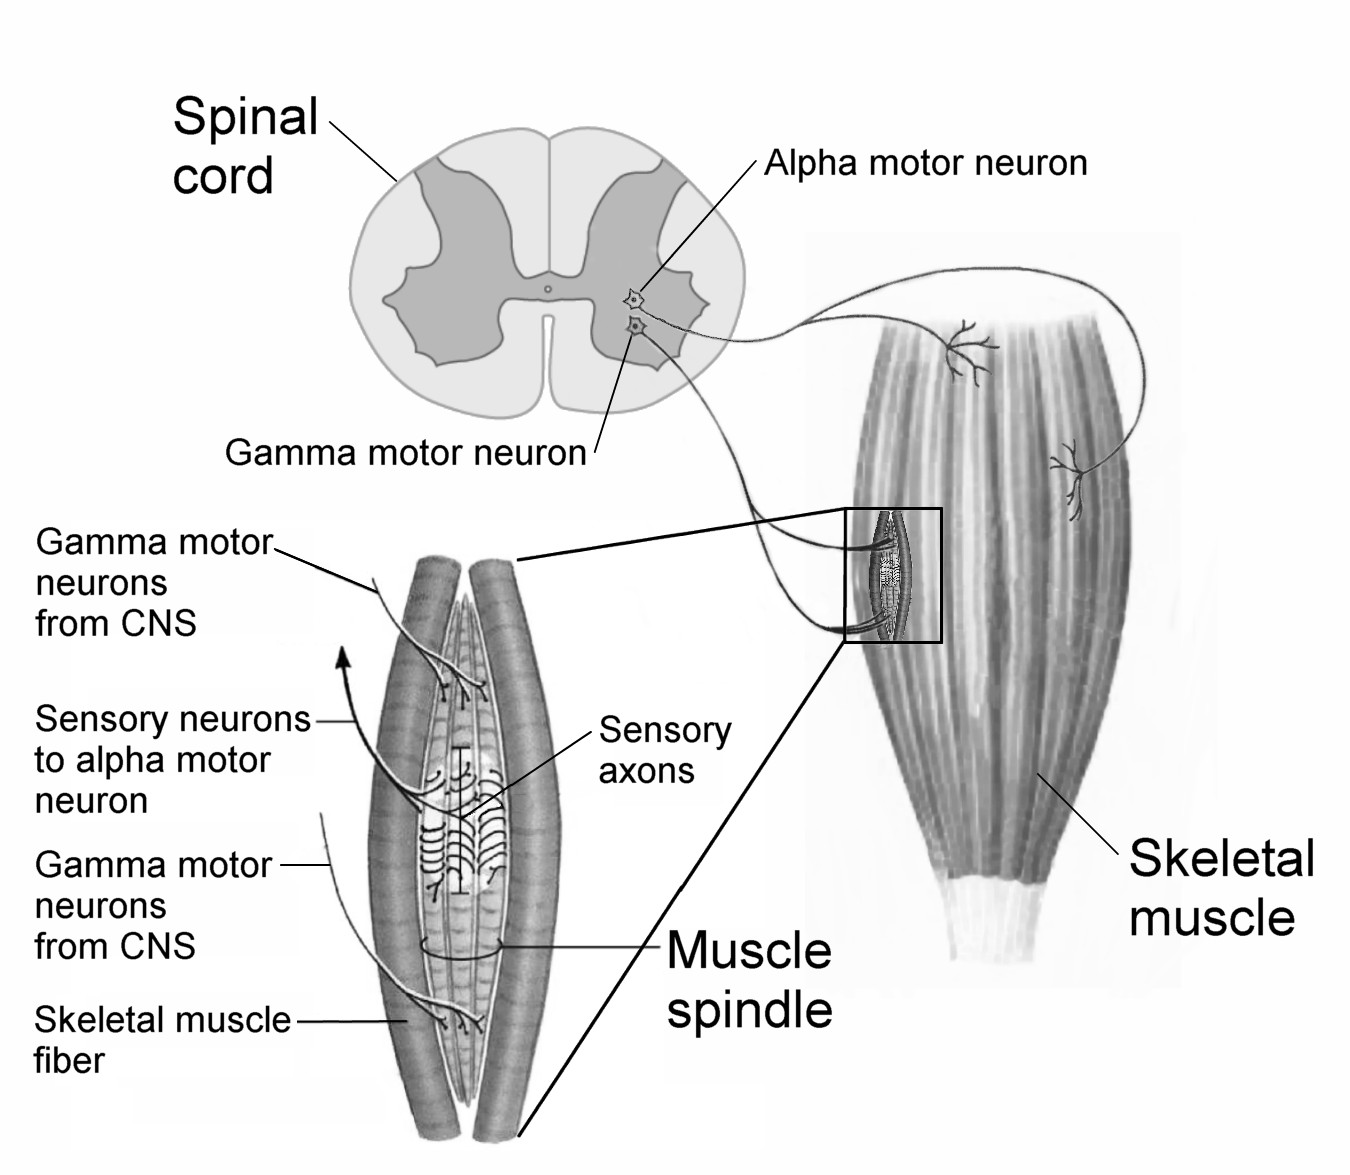 Spinal
cord
Alpha motor neuron
Gamma motor neuron
Gamma motor
neurons
from CNS
Sensory neurons
to alpha motor
neuron
Sensory
axons
Gamma motor
neurons
from CNS
Skeletal muscle
fiber
Muscle
spindle
Skeletal
muscle